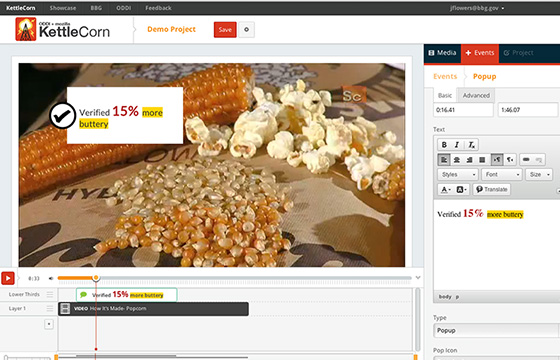 KettleCorn Showcase BBG ODDI Feedback jflowers@bbg.gov
ODDI + mozilla
KettleCorn
Demo Project
Save
Media
Events
Project
Events
Popup
Basic
Advanced
0:16.41
1:46.07
Text
B I
Styles
Font
Size
A
A
Translate
Verified 15% more buttery
body p
Type
Popup
Pop Icon
Verified 15% more
buttery
Sc
HY
8:33
Lower Thirds
Verified 15% more buttery
Layer 1
VIDEO How It's Made- Popcorn